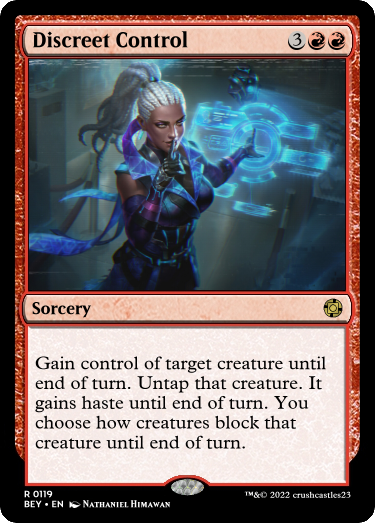 Discreet Control 3
Sorcery
Gain control of target creature until
end of turn. Untap that creature. It
gains haste until end of turn. You
choose how creatures block that
creature until end of turn.
R 0119
BEY • EN Nathaniel Himawan
™&© 2022 crushcastles23